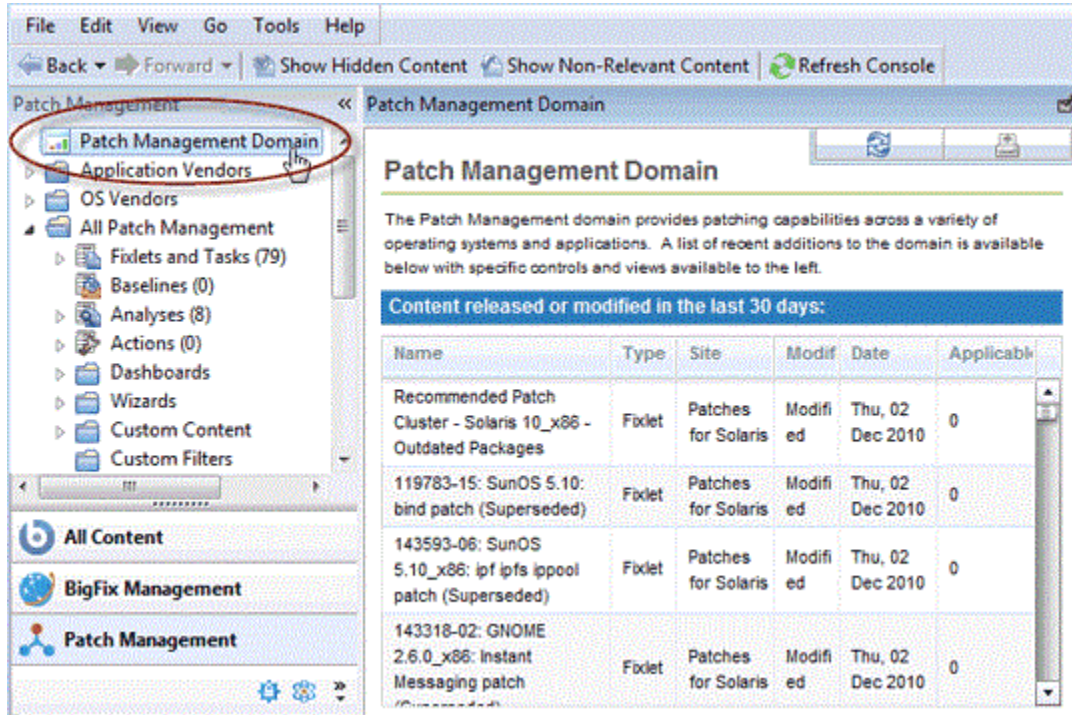 File Edit View Go Tools Help
Back Forward Show Hidden Content Show Non-Relevant Content Refresh Console
Patch Management « Patch Management Domain
Patch Management Domain
Application Vendors
OS Vendors
All Patch Management
Fixlets and Tasks (79)
Baselines (0)
Analyses (8)
Actions (0)
Dashboards
Wizards
Custom Content
Custom Filters
All Content
BigFix Management
Patch Management
»
Patch Management Domain
The Patch Management domain provides patching capabilities across a variety of
operating systems and applications. A list of recent additions to the domain is available
below with specific controls and views available to the left.
Content released or modified in the last 30 days:
Name Type Site Modif Date Applicable
Recommended Patch
Cluster - Solaris 10_x86 -
Outdated Packages
Fixlet
Patches
for Solaris
Modifi
ed
Thu, 02
Dec 2010
0
119783-15: SunOS 5.10:
bind patch (Superseded)
Fixlet
Patches
for Solaris
Modifi
ed
Thu, 02
Dec 2010
0
143593-06: SunOS
5.10_x86: ipf ipfs ippool
patch (Superseded)
Fixlet
Patches
for Solaris
Modifi
ed
Thu, 02
Dec 2010
0
143318-02: GNOME
2.6.0_x86: Instant
Messaging patch
Fixlet
Patches
for Solaris
Modifi
ed
Thu, 02
Dec 2010
0